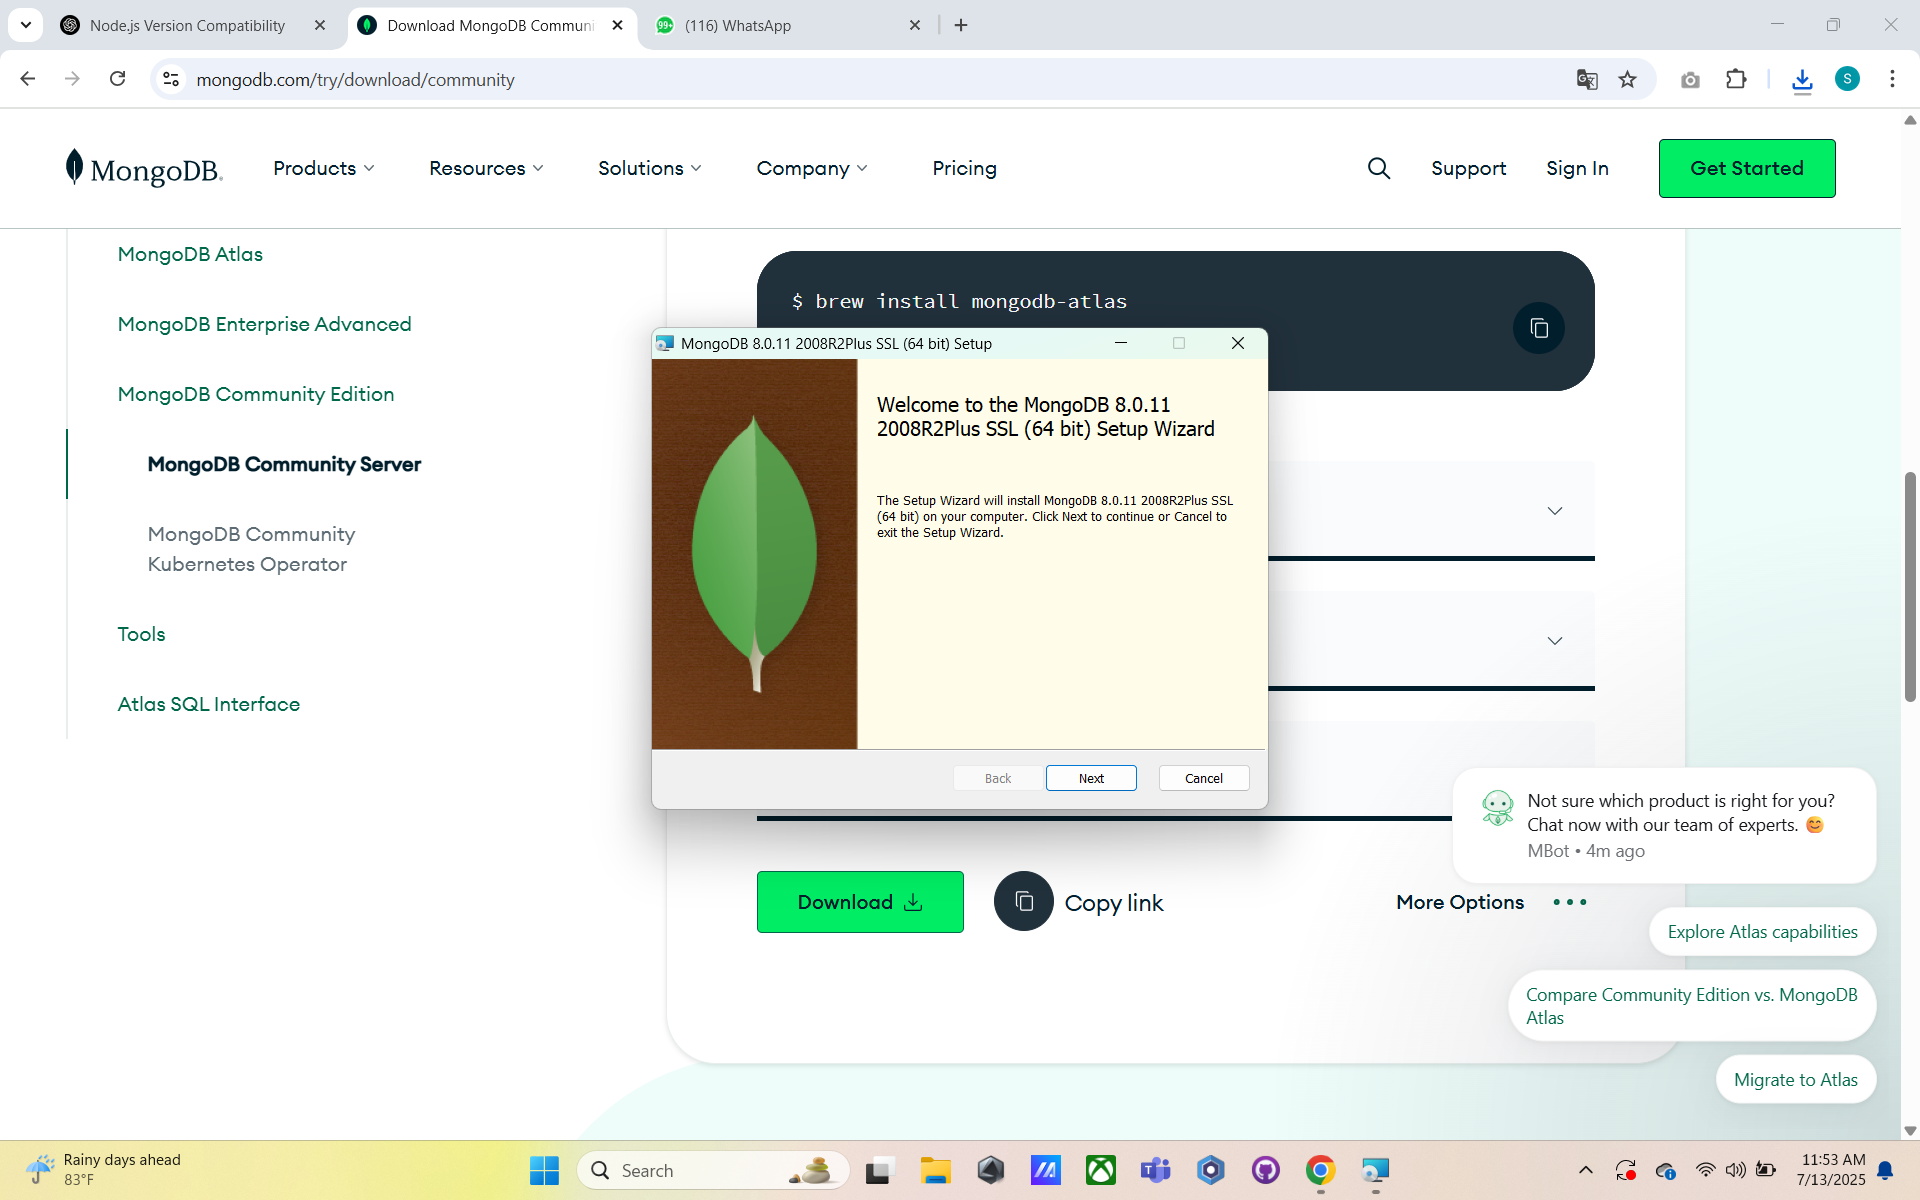 Node.js Version Compatibility
Download MongoDB Communi
99+
(116) WhatsApp
mongodb.com/try/download/community
S
MongoDB.
Products
Resources
Solutions
Company
Pricing
Support
Sign In
Get Started
MongoDB Atlas
MongoDB Enterprise Advanced
MongoDB Community Edition
MongoDB Community Server
MongoDB Community
Kubernetes Operator
Tools
Atlas SQL Interface
$ brew install mongodb-atlas
MongoDB 8.0.11 2008R2Plus SSL (64 bit) Setup
Welcome to the MongoDB 8.0.11
2008R2Plus SSL (64 bit) Setup Wizard
The Setup Wizard will install MongoDB 8.0.11 2008R2Plus SSL
(64 bit) on your computer. Click Next to continue or Cancel to
exit the Setup Wizard.
Back
Next
Cancel
Download
Copy link
More Options
Not sure which product is right for you?
Chat now with our team of experts. 😊
MBot • 4m ago
Explore Atlas capabilities
Compare Community Edition vs. MongoDB
Atlas
Migrate to Atlas
Rainy days ahead
83°F
Search
11:53 AM
7/13/2025